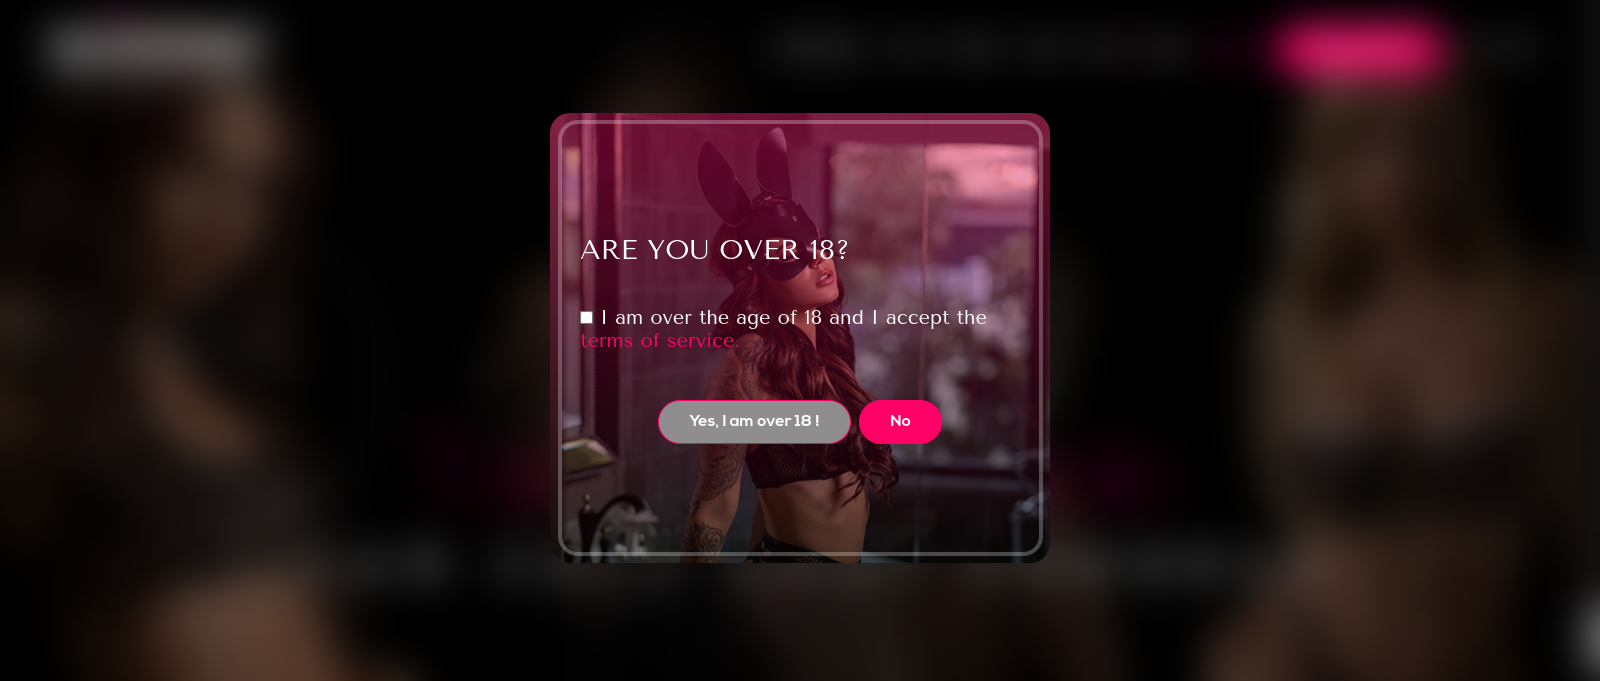 ARE YOU OVER 18?
I am over the age of 18 and I accept the
terms of service.
Yes, I am over 18 !
No